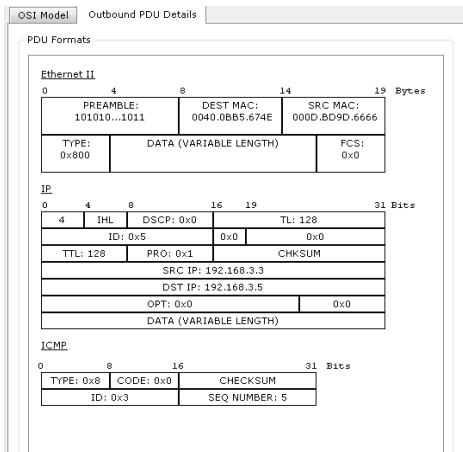 OSI Model Outbound PDU Details
PDU Formats
Ethernet II
0 4 8 14 19 Bytes
PREAMBLE: DEST MAC: SRC MAC:
101010...1011 0040.0BB5.674E 000D.BD9D.6666
TYPE: DATA (VARIABLE LENGTH) FCS:
0x800 0x0
IP
0 4 8 16 19 31 Bits
4 IHL DSCP: 0x0 TL: 128
ID: 0x5 0x0 0x0
TTL: 128 PRO: 0x1 CHKSUM
SRC IP: 192.168.3.3
DST IP: 192.168.3.5
OPT: 0x0 0x0
DATA (VARIABLE LENGTH)
ICMP
0 8 16 31 Bits
TYPE: 0x8 CODE: 0x0 CHECKSUM
ID: 0x3 SEQ NUMBER: 5